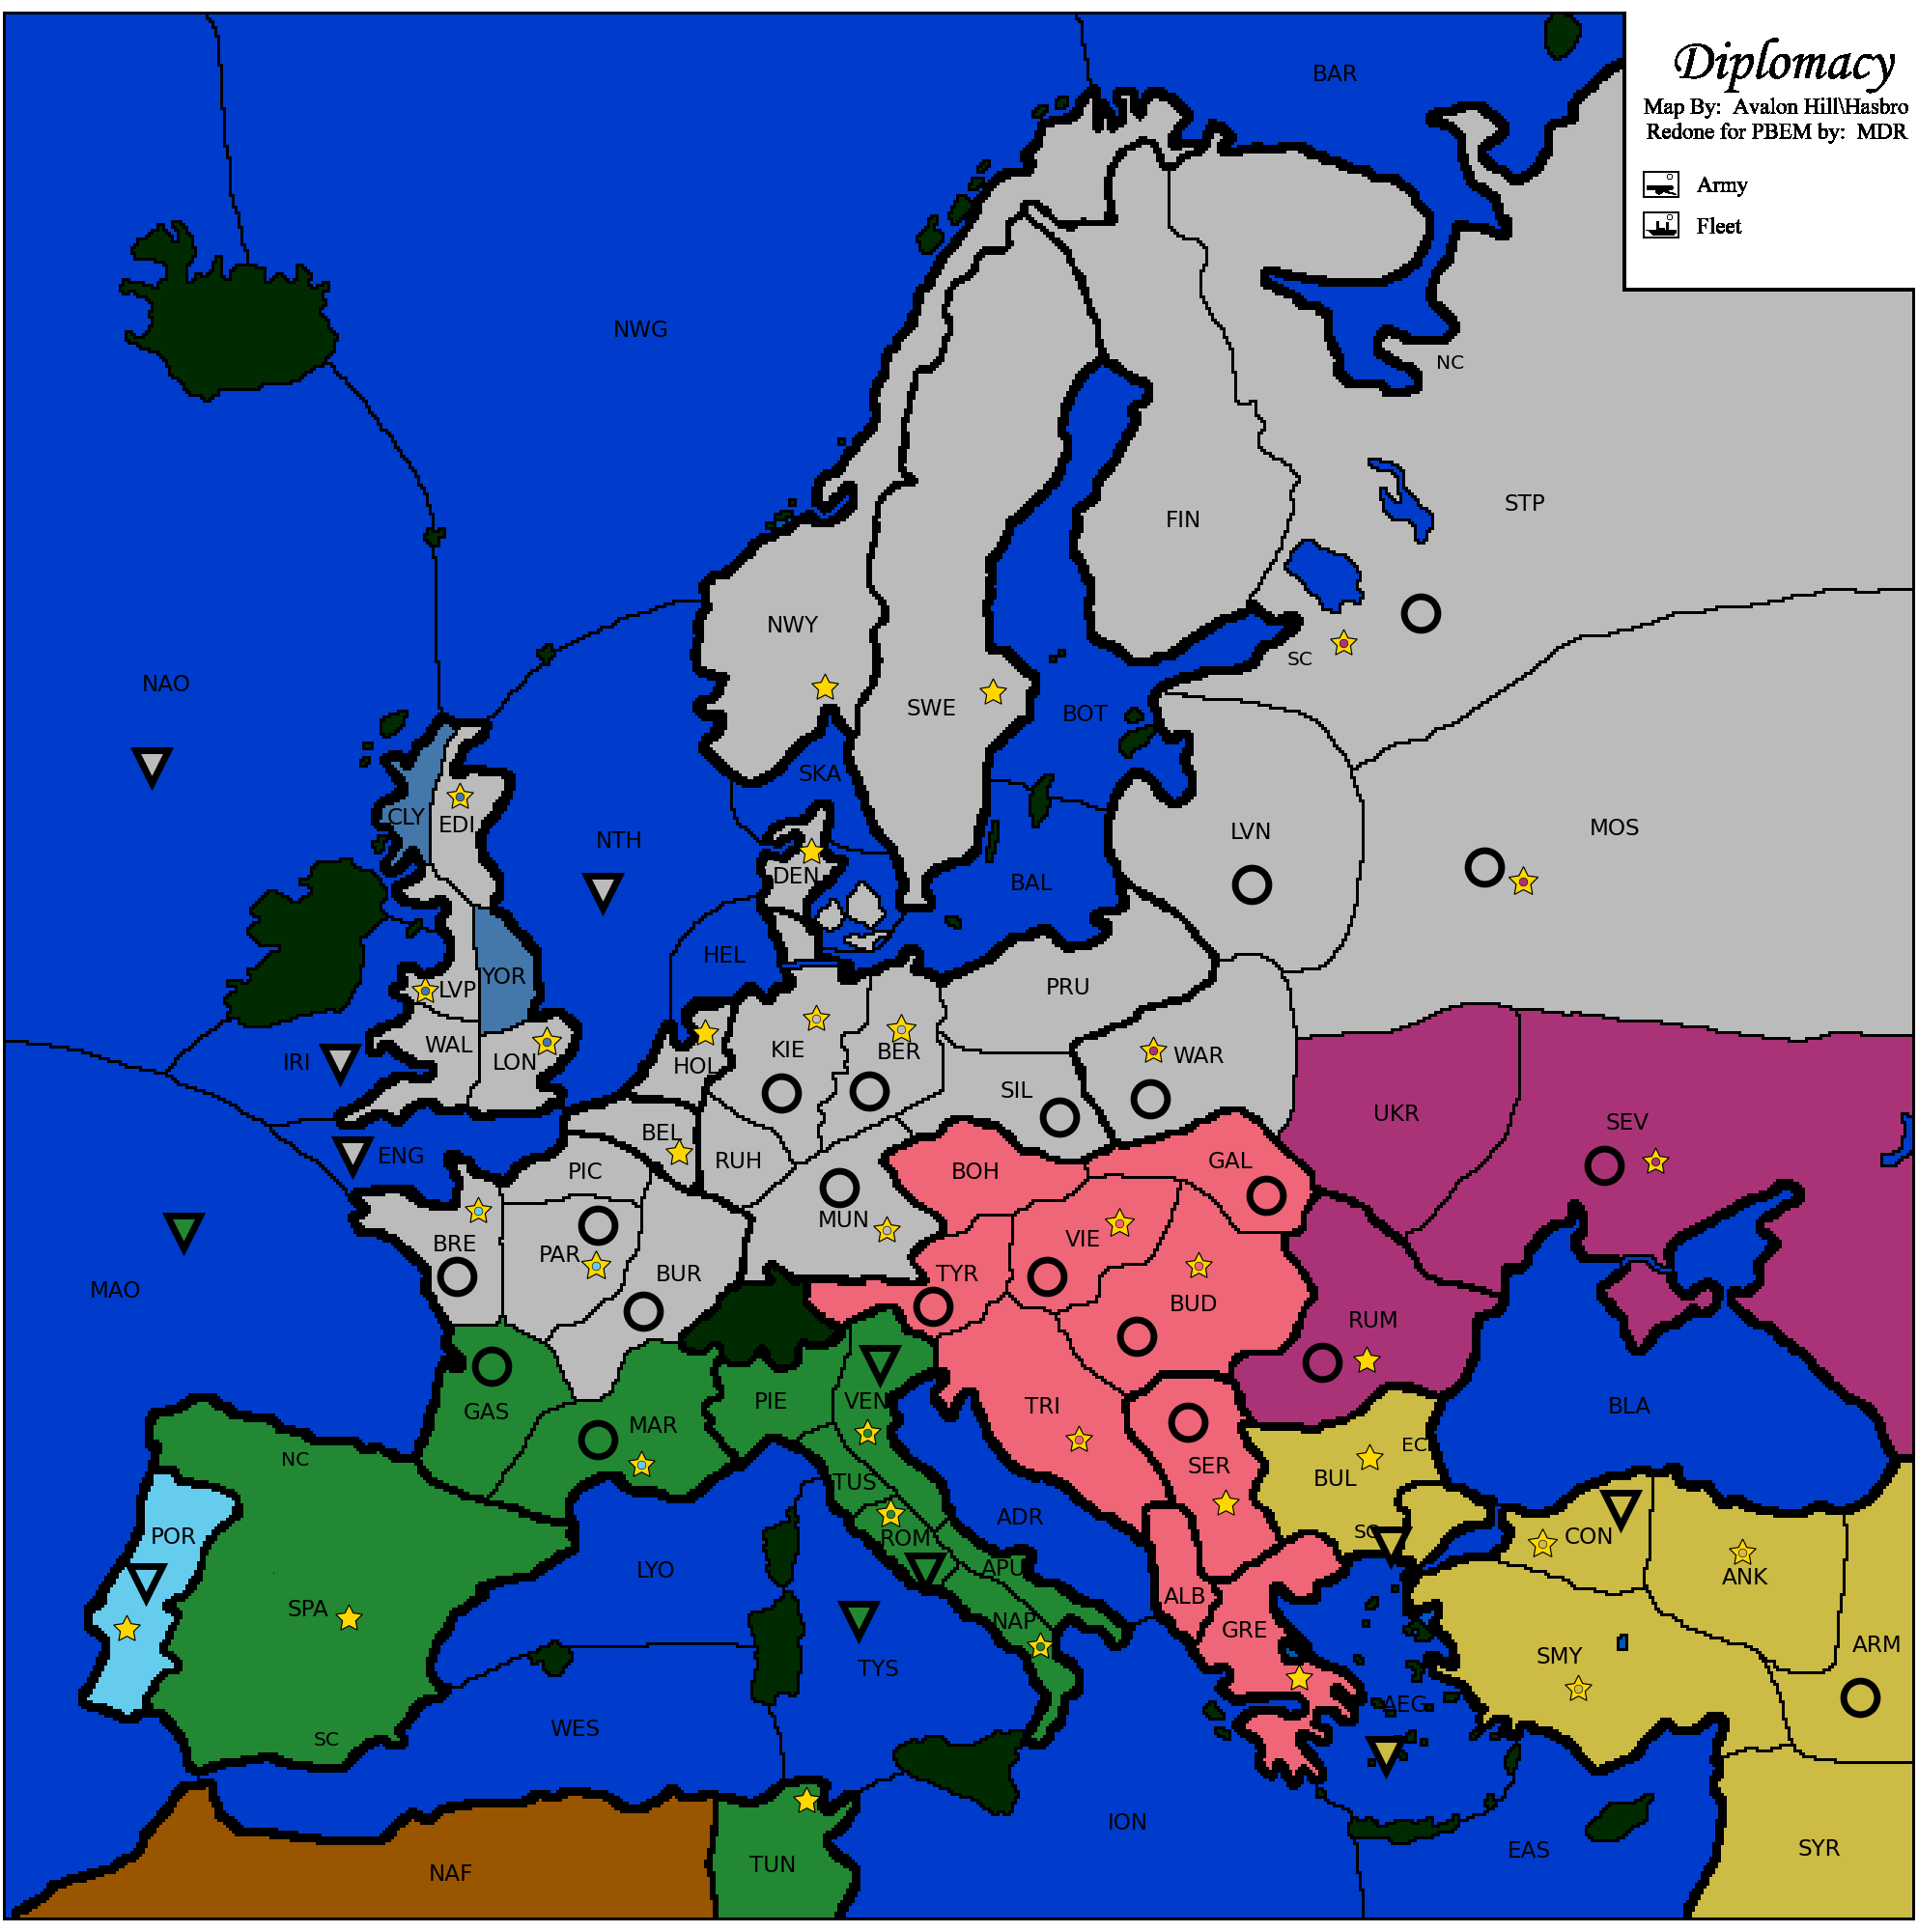 BAR
Diplomacy
Map By: Avalon Hill\Hasbro
Redone for PBEM by: MDR
Army
Fleet
NWG
NC
STP
FIN
NWY
NAO
SC
SWE
BOT
SKA
CLY
EDI
NTH
LVN
MOS
DEN
BAL
HEL
YOR
LVP
PRU
IRI
WAL
LON
HOL
KIE
BER
WAR
SIL
UKR
SEV
BEL
ENG
PIC
RUH
BOH
GAL
MUN
BRE
PAR
BUR
TYR
VIE
MAO
BUD
RUM
GAS
MAR
PIE
VEN
TRI
BLA
NC
TUS
SER
BUL
EC
POR
ROM
ADR
SC
CON
LYO
APU
ANK
SPA
NAP
ALB
GRE
TYS
SMY
ARM
AEG
WES
SC
ION
EAS
SYR
NAF
TUN